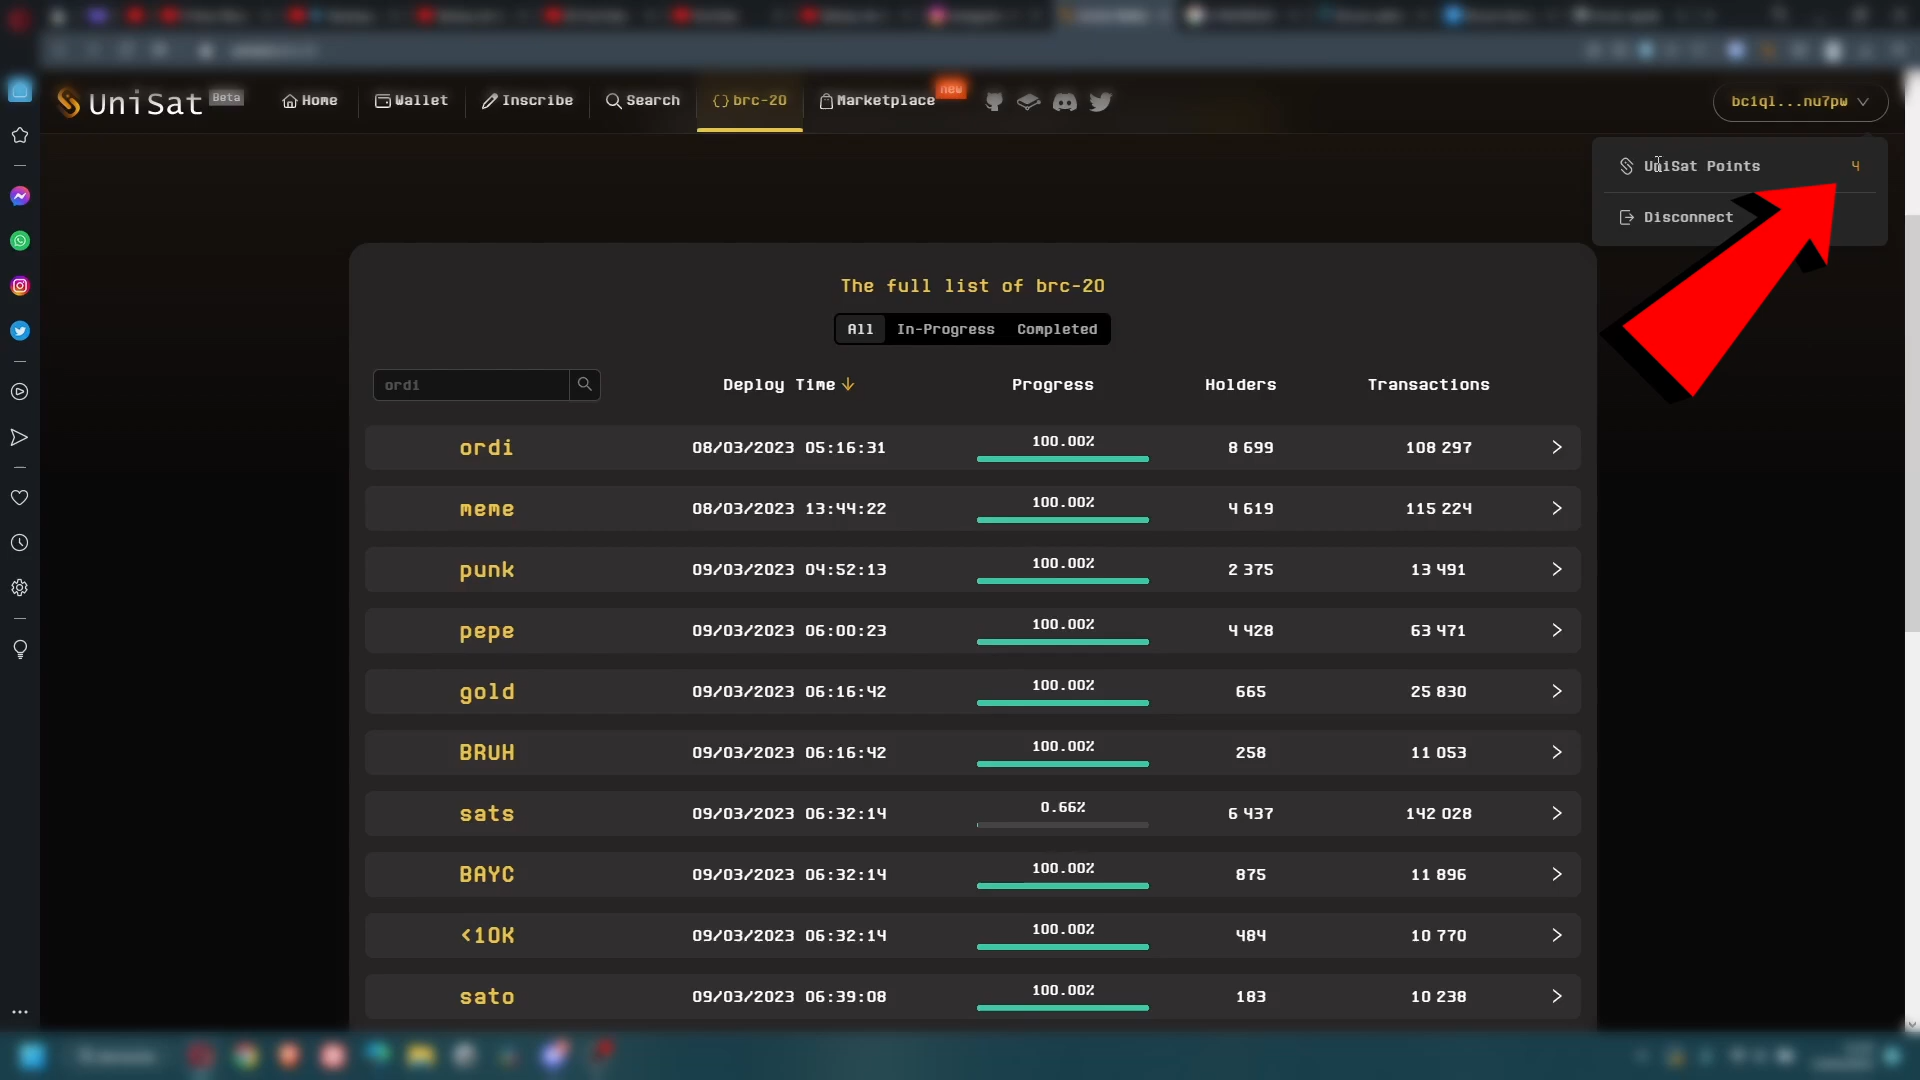 UniSat Beta Home Wallet Inscribe Search {}brc-20 Marketplace new bc1ql...nu7pw
UniSat Points 4
Disconnect
The full list of brc-20
All In-Progress Completed
ordi Deploy Time Progress Holders Transactions
ordi 08/03/2023 05:16:31 100.00% 8 699 108 297
meme 08/03/2023 13:44:22 100.00% 4 619 115 224
punk 09/03/2023 04:52:13 100.00% 2 375 13 491
pepe 09/03/2023 06:00:23 100.00% 4 428 63 471
gold 09/03/2023 06:16:42 100.00% 665 25 830
BRUH 09/03/2023 06:16:42 100.00% 258 11 053
sats 09/03/2023 06:32:14 0.66% 6 437 142 028
BAYC 09/03/2023 06:32:14 100.00% 875 11 896
<10K 09/03/2023 06:32:14 100.00% 484 10 770
sato 09/03/2023 06:39:08 100.00% 183 10 238